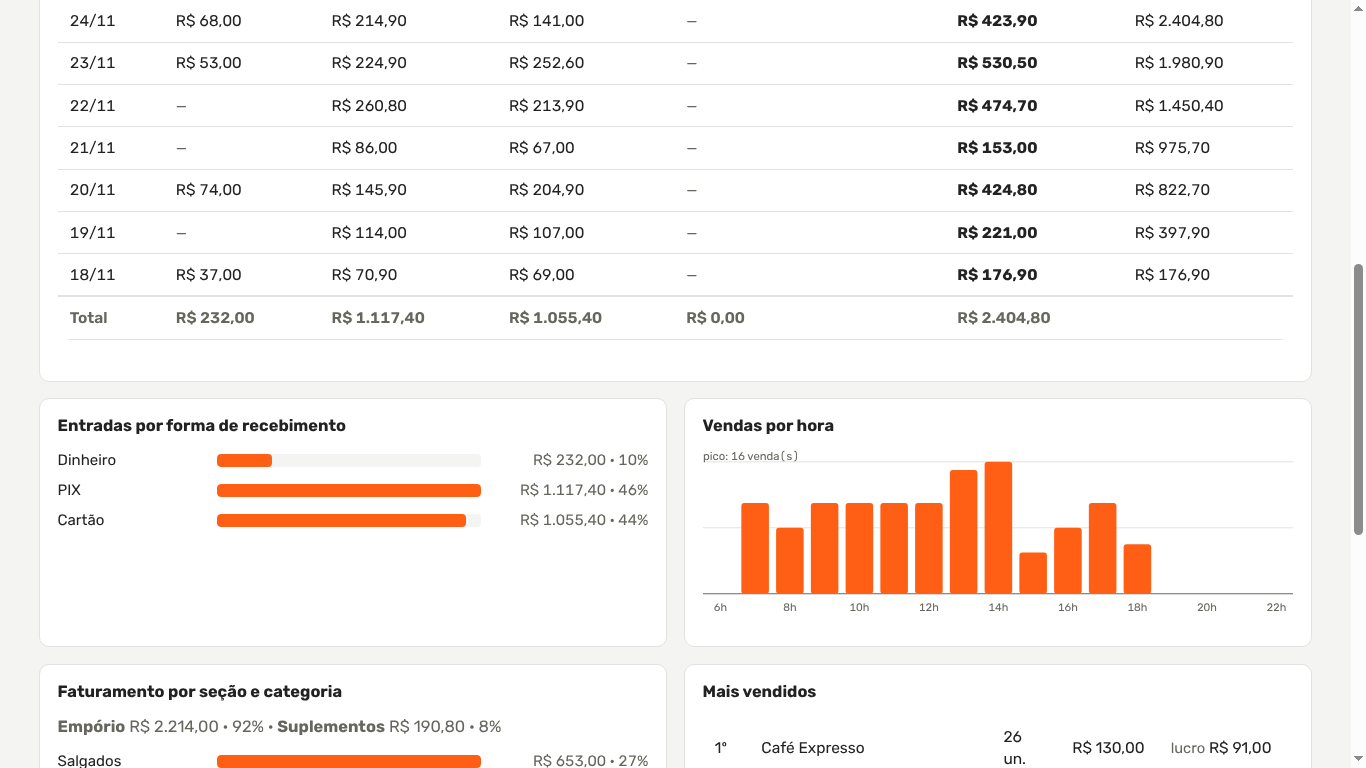 24/11 R$ 68,00 R$ 214,90 R$ 141,00 – R$ 423,90 R$ 2.404,80
23/11 R$ 53,00 R$ 224,90 R$ 252,60 – R$ 530,50 R$ 1.980,90
22/11 – R$ 260,80 R$ 213,90 – R$ 474,70 R$ 1.450,40
21/11 – R$ 86,00 R$ 67,00 – R$ 153,00 R$ 975,70
20/11 R$ 74,00 R$ 145,90 R$ 204,90 – R$ 424,80 R$ 822,70
19/11 – R$ 114,00 R$ 107,00 – R$ 221,00 R$ 397,90
18/11 R$ 37,00 R$ 70,90 R$ 69,00 – R$ 176,90 R$ 176,90
Total R$ 232,00 R$ 1.117,40 R$ 1.055,40 R$ 0,00 R$ 2.404,80
Entradas por forma de recebimento
Dinheiro R$ 232,00 • 10%
PIX R$ 1.117,40 • 46%
Cartão R$ 1.055,40 • 44%
Vendas por hora
pico: 16 venda(s)
6h 8h 10h 12h 14h 16h 18h 20h 22h
Faturamento por seção e categoria
Empório R$ 2.214,00 • 92% • Suplementos R$ 190,80 • 8%
Salgados R$ 653,00 • 27%
Mais vendidos
1º Café Expresso 26 un. R$ 130,00 lucro R$ 91,00